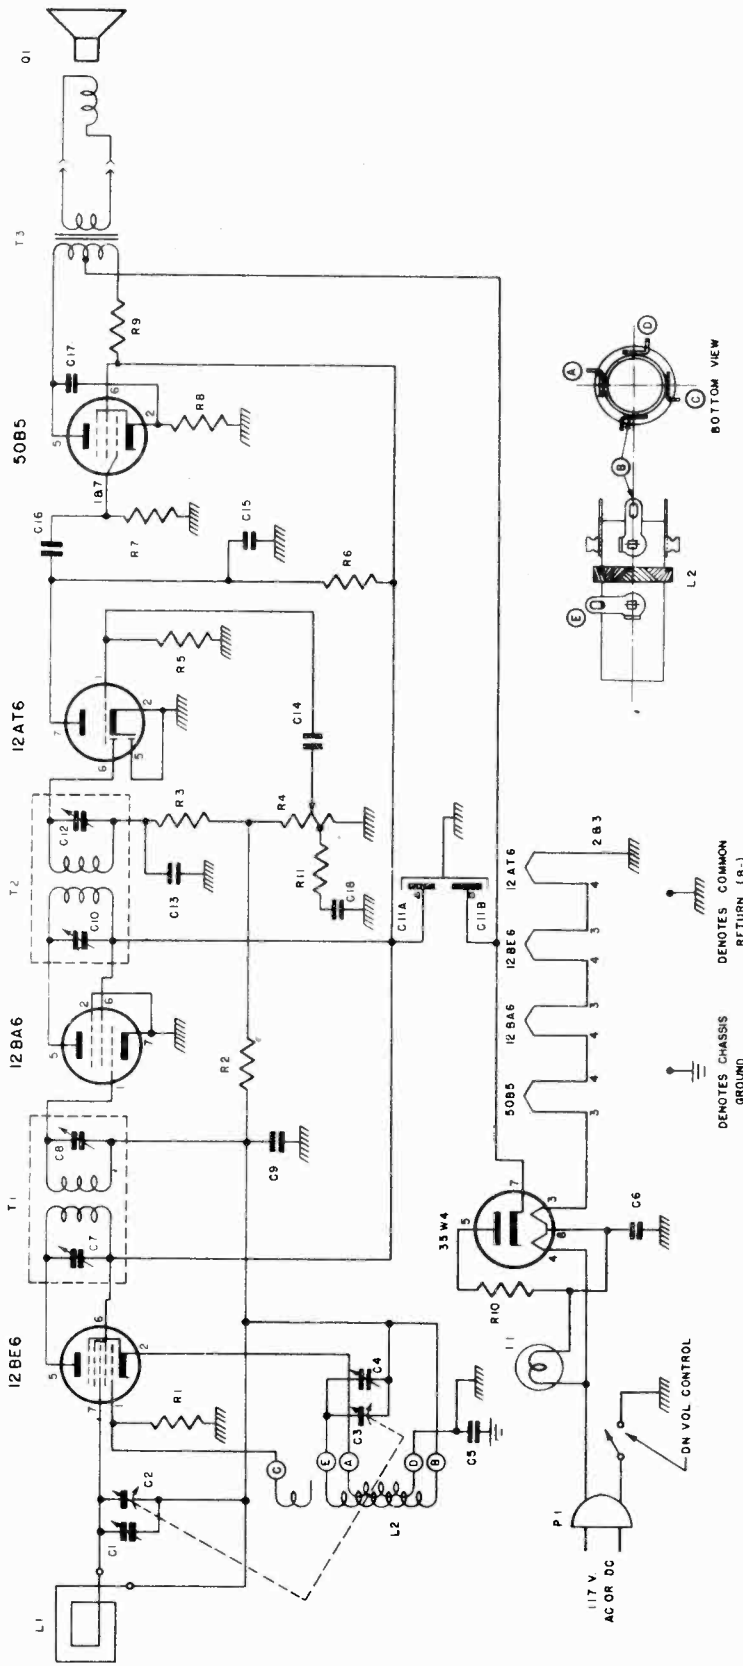 12BE6
T1
12BA6
T2
12AT6
50B5
T3
Q1
L1
C1
C2
7
5
1
6
2
R1
C7
C8
1
5
2
6
7
C10
C12
6
7
5
2
1
R3
C13
R4
R11
C18
C14
R5
C16
1&7
R7
C15
R6
5
6
2
C17
R8
R9
R2
C9
C
E
A
D
B
C3
C4
C5
L2
C11A
C11B
P1
117 V.
AC OR DC
ON VOL CONTROL
I1
R10
35W4
5
7
4
6
3
C6
50B5
3
4
12BA6
4
3
12BE6
4
3
12AT6
4
2&3
DENOTES CHASSIS
GROUND
DENOTES COMMON
RETURN (B-)
E
B
L2
A
D
C
BOTTOM VIEW